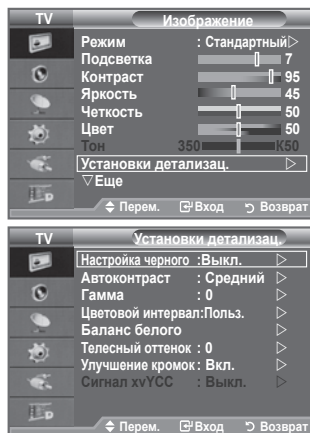 TV Изображение
Режим : Стандартный
Подсветка 7
Контраст 95
Яркость 45
Четкость 50
Цвет 50
Тон З50 К50
Установки детализац.
Еще
Перем. Вход Возврат
TV Установки детализац.
Настройка черного :Выкл.
Автоконтраст : Средний
Гамма : 0
Цветовой интервал:Польз.
Баланс белого
Телесный оттенок : 0
Улучшение кромок : Вкл.
Сигнал xvYCC : Выкл.
Перем. Вход Возврат